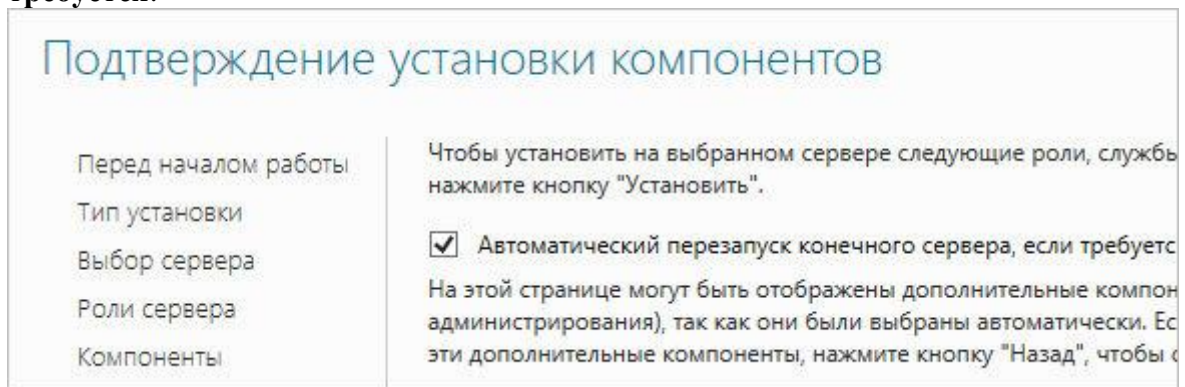 Подтверждение установки компонентов
Перед началом работы
Тип установки
Выбор сервера
Роли сервера
Компоненты
Чтобы установить на выбранном сервере следующие роли, службы
нажмите кнопку "Установить".
Автоматический перезапуск конечного сервера, если требуетс
На этой странице могут быть отображены дополнительные компон
администрирования), так как они были выбраны автоматически. Ес
эти дополнительные компоненты, нажмите кнопку "Назад", чтобы